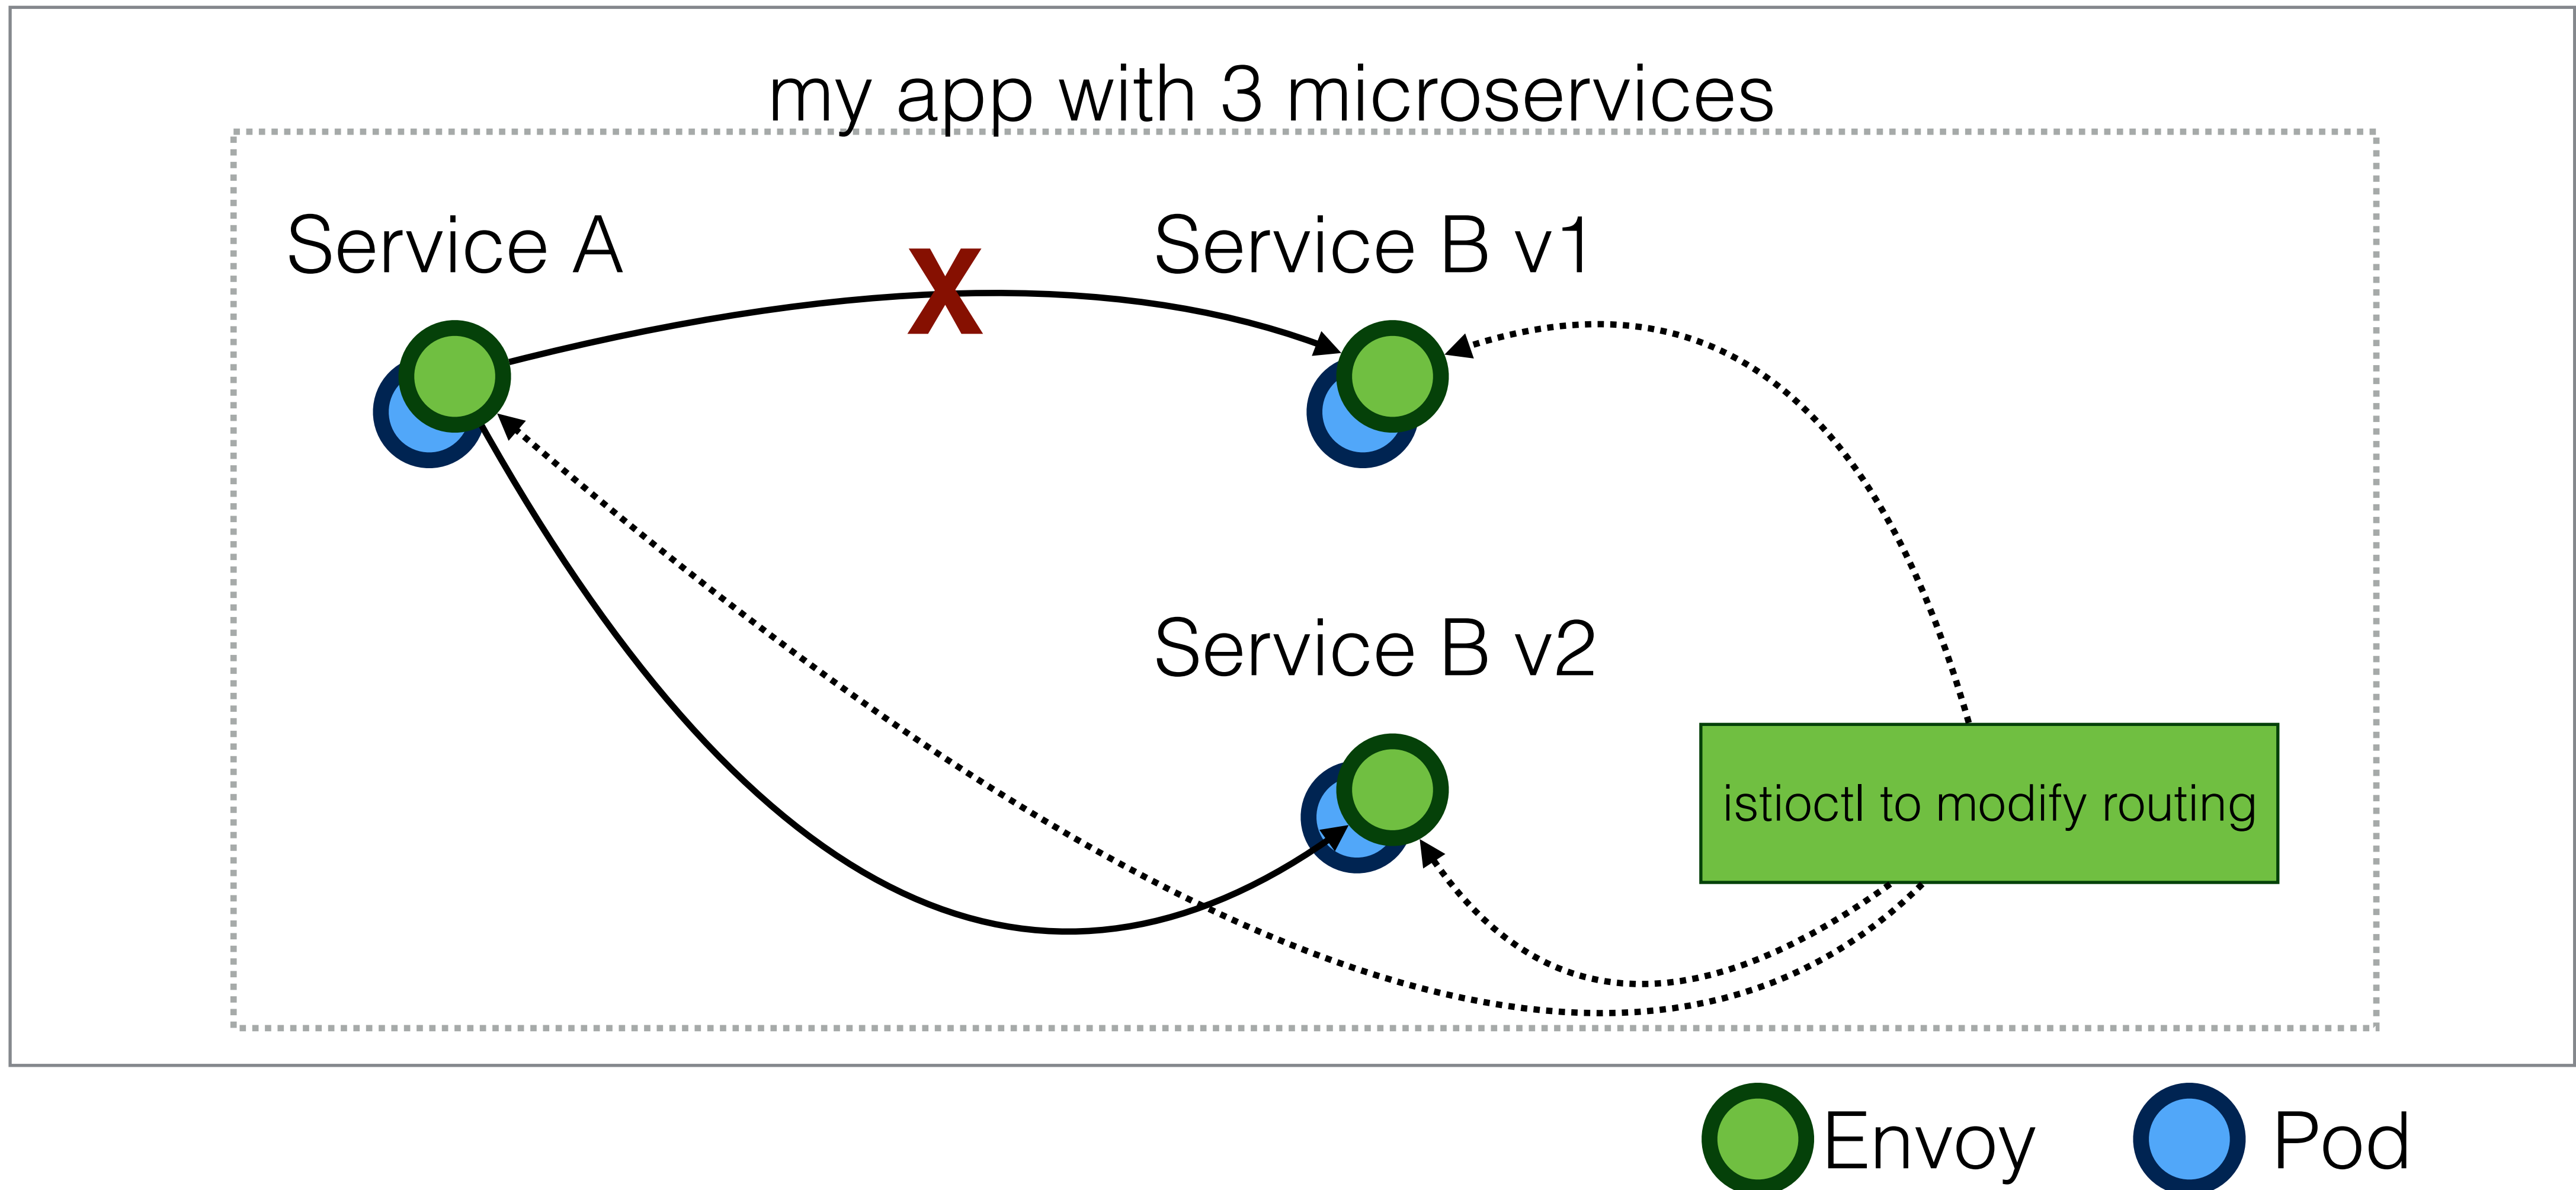 my app with 3 microservices
Service A
X
Service B v1
Service B v2
istioctl to modify routing
Envoy
Pod